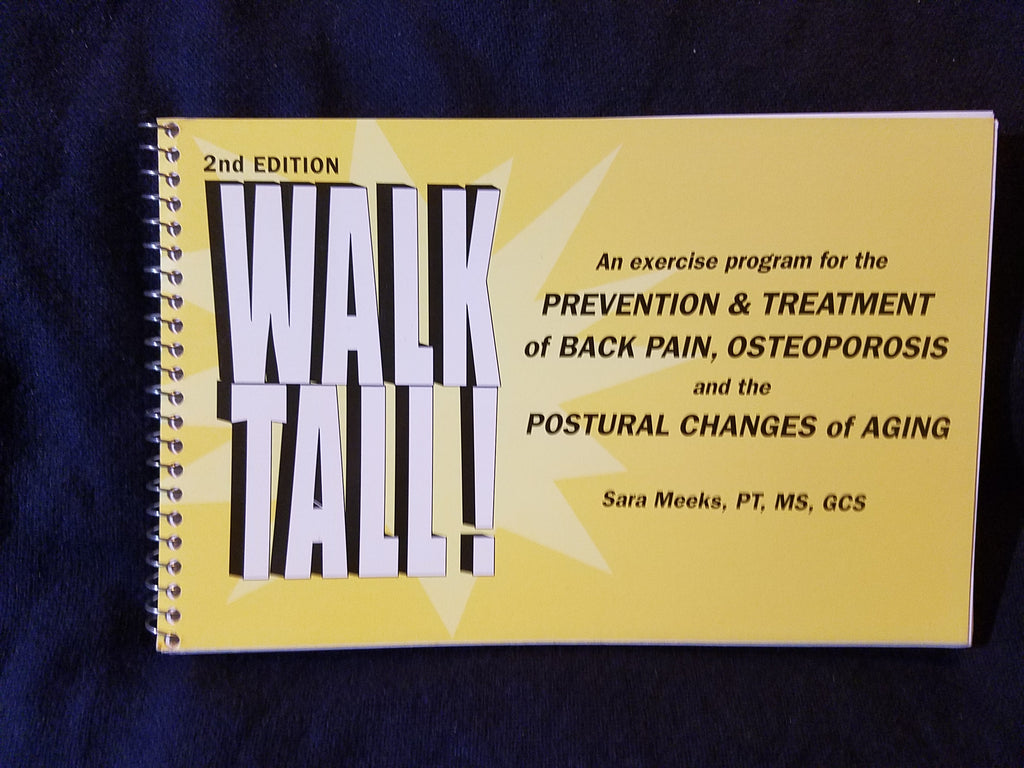 2nd EDITION
WALK
TALL!
An exercise program for the
PREVENTION & TREATMENT
of BACK PAIN, OSTEOPOROSIS
and the
POSTURAL CHANGES of AGING
Sara Meeks, PT, MS, GCS